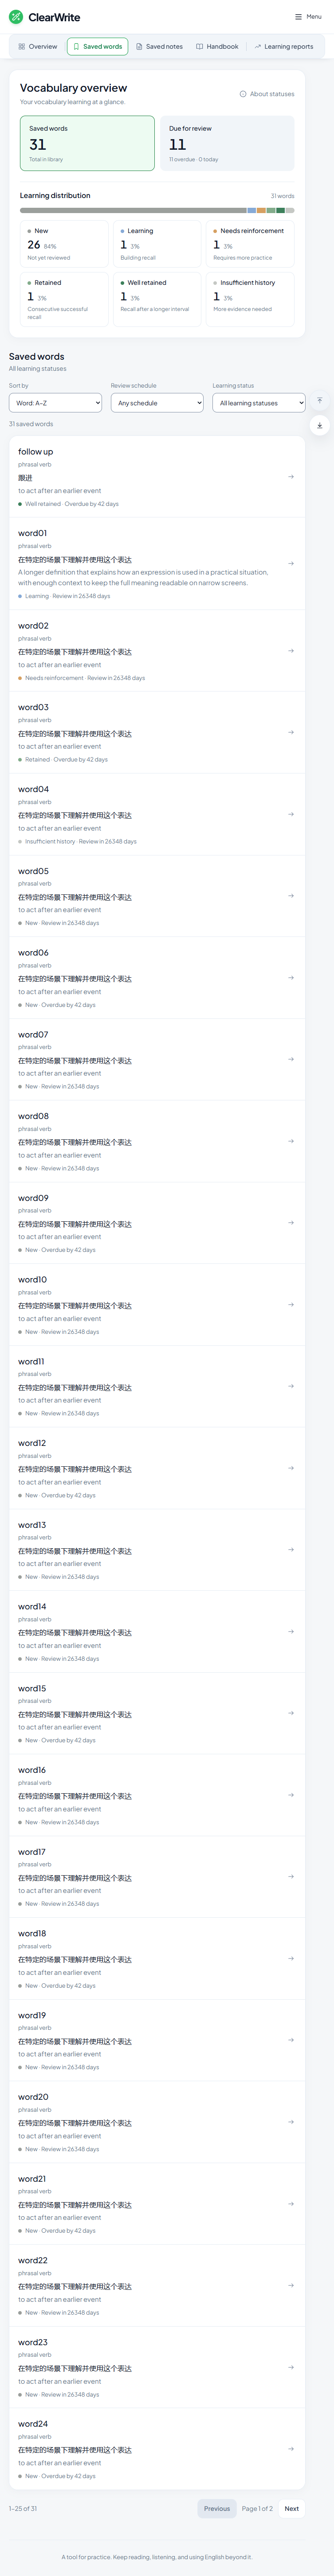 ClearWrite
Menu
Overview
Saved words
Saved notes
Handbook
Learning reports
Vocabulary overview
Your vocabulary learning at a glance.
About statuses
Saved words
31
Total in library
Due for review
11
11 overdue · 0 today
Learning distribution
31 words
New
26 84%
Not yet reviewed
Learning
1 3%
Building recall
Needs reinforcement
1 3%
Requires more practice
Retained
1 3%
Consecutive successful
recall
Well retained
1 3%
Recall after a longer interval
Insufficient history
1 3%
More evidence needed
Saved words
All learning statuses
Sort by
Word: A–Z
Review schedule
Any schedule
Learning status
All learning statuses
31 saved words
follow up
phrasal verb
跟进
to act after an earlier event
Well retained · Overdue by 42 days
word01
phrasal verb
在特定的场景下理解并使用这个表达
A longer definition that explains how an expression is used in a practical situation,
with enough context to keep the full meaning readable on narrow screens.
Learning · Review in 26348 days
word02
phrasal verb
在特定的场景下理解并使用这个表达
to act after an earlier event
Needs reinforcement · Review in 26348 days
word03
phrasal verb
在特定的场景下理解并使用这个表达
to act after an earlier event
Retained · Overdue by 42 days
word04
phrasal verb
在特定的场景下理解并使用这个表达
to act after an earlier event
Insufficient history · Review in 26348 days
word05
phrasal verb
在特定的场景下理解并使用这个表达
to act after an earlier event
New · Review in 26348 days
word06
phrasal verb
在特定的场景下理解并使用这个表达
to act after an earlier event
New · Overdue by 42 days
word07
phrasal verb
在特定的场景下理解并使用这个表达
to act after an earlier event
New · Review in 26348 days
word08
phrasal verb
在特定的场景下理解并使用这个表达
to act after an earlier event
New · Review in 26348 days
word09
phrasal verb
在特定的场景下理解并使用这个表达
to act after an earlier event
New · Overdue by 42 days
word10
phrasal verb
在特定的场景下理解并使用这个表达
to act after an earlier event
New · Review in 26348 days
word11
phrasal verb
在特定的场景下理解并使用这个表达
to act after an earlier event
New · Review in 26348 days
word12
phrasal verb
在特定的场景下理解并使用这个表达
to act after an earlier event
New · Overdue by 42 days
word13
phrasal verb
在特定的场景下理解并使用这个表达
to act after an earlier event
New · Review in 26348 days
word14
phrasal verb
在特定的场景下理解并使用这个表达
to act after an earlier event
New · Review in 26348 days
word15
phrasal verb
在特定的场景下理解并使用这个表达
to act after an earlier event
New · Overdue by 42 days
word16
phrasal verb
在特定的场景下理解并使用这个表达
to act after an earlier event
New · Review in 26348 days
word17
phrasal verb
在特定的场景下理解并使用这个表达
to act after an earlier event
New · Review in 26348 days
word18
phrasal verb
在特定的场景下理解并使用这个表达
to act after an earlier event
New · Overdue by 42 days
word19
phrasal verb
在特定的场景下理解并使用这个表达
to act after an earlier event
New · Review in 26348 days
word20
phrasal verb
在特定的场景下理解并使用这个表达
to act after an earlier event
New · Review in 26348 days
word21
phrasal verb
在特定的场景下理解并使用这个表达
to act after an earlier event
New · Overdue by 42 days
word22
phrasal verb
在特定的场景下理解并使用这个表达
to act after an earlier event
New · Review in 26348 days
word23
phrasal verb
在特定的场景下理解并使用这个表达
to act after an earlier event
New · Review in 26348 days
word24
phrasal verb
在特定的场景下理解并使用这个表达
to act after an earlier event
New · Overdue by 42 days
1–25 of 31
Previous
Page 1 of 2
Next
A tool for practice. Keep reading, listening, and using English beyond it.